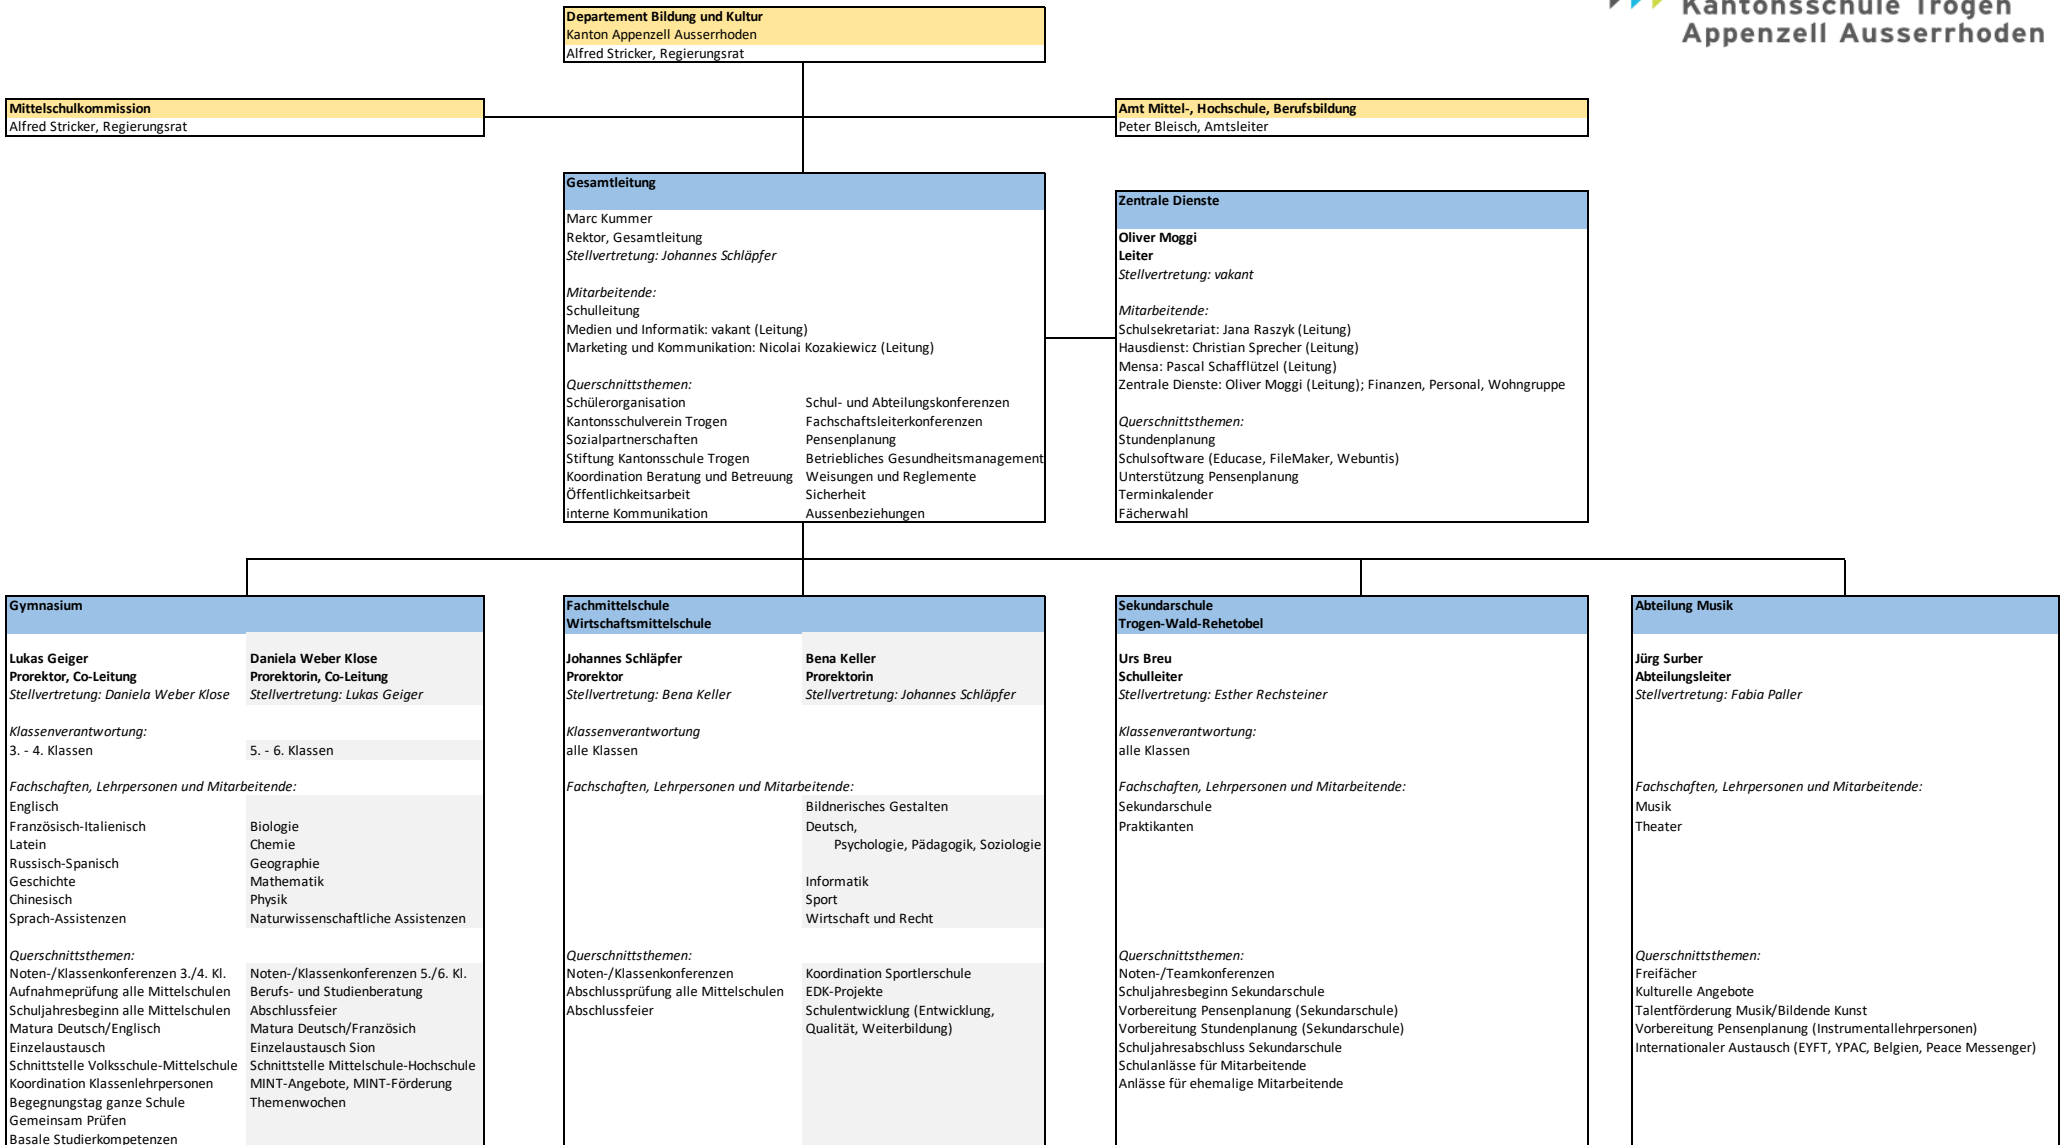 Kantonsschule Trogen
Appenzell Ausserrhoden
Departement Bildung und Kultur
Kanton Appenzell Ausserrhoden
Alfred Stricker, Regierungsrat
Mittelschulkommission
Alfred Stricker, Regierungsrat
Amt Mittel-, Hochschule, Berufsbildung
Peter Bleisch, Amtsleiter
Gesamtleitung
Marc Kummer
Rektor, Gesamtleitung
Stellvertretung: Johannes Schläpfer
Mitarbeitende:
Schulleitung
Medien und Informatik: vakant (Leitung)
Marketing und Kommunikation: Nicolai Kozakiewicz (Leitung)
Querschnittsthemen:
Schülerorganisation
Kantonsschulverein Trogen
Sozialpartnerschaften
Stiftung Kantonsschule Trogen
Koordination Beratung und Betreuung
Öffentlichkeitsarbeit
interne Kommunikation
Schul- und Abteilungskonferenzen
Fachschaftsleiterkonferenzen
Pensenplanung
Betriebliches Gesundheitsmanagement
Weisungen und Reglemente
Sicherheit
Aussenbeziehungen
Zentrale Dienste
Oliver Moggi
Leiter
Stellvertretung: vakant
Mitarbeitende:
Schulsekretariat: Jana Raszyk (Leitung)
Hausdienst: Christian Sprecher (Leitung)
Mensa: Pascal Schafflützel (Leitung)
Zentrale Dienste: Oliver Moggi (Leitung); Finanzen, Personal, Wohngruppe
Querschnittsthemen:
Stundenplanung
Schulsoftware (Educase, FileMaker, Webuntis)
Unterstützung Pensenplanung
Terminkalender
Fächerwahl
Gymnasium
Lukas Geiger
Prorektor, Co-Leitung
Stellvertretung: Daniela Weber Klose
Daniela Weber Klose
Prorektorin, Co-Leitung
Stellvertretung: Lukas Geiger
Klassenverantwortung:
3. - 4. Klassen
5. - 6. Klassen
Fachschaften, Lehrpersonen und Mitarbeitende:
Englisch
Französisch-Italienisch
Latein
Russisch-Spanisch
Geschichte
Chinesisch
Sprach-Assistenzen
Biologie
Chemie
Geographie
Mathematik
Physik
Naturwissenschaftliche Assistenzen
Querschnittsthemen:
Noten-/Klassenkonferenzen 3./4. Kl.
Aufnahmeprüfung alle Mittelschulen
Schuljahresbeginn alle Mittelschulen
Matura Deutsch/Englisch
Einzelaustausch
Schnittstelle Volksschule-Mittelschule
Koordination Klassenlehrpersonen
Begegnungstag ganze Schule
Gemeinsam Prüfen
Basale Studierkompetenzen
Noten-/Klassenkonferenzen 5./6. Kl.
Berufs- und Studienberatung
Abschlussfeier
Matura Deutsch/Französich
Einzelaustausch Sion
Schnittstelle Mittelschule-Hochschule
MINT-Angebote, MINT-Förderung
Themenwochen
Fachmittelschule
Wirtschaftsmittelschule
Johannes Schläpfer
Prorektor
Stellvertretung: Bena Keller
Bena Keller
Prorektorin
Stellvertretung: Johannes Schläpfer
Klassenverantwortung
alle Klassen
Fachschaften, Lehrpersonen und Mitarbeitende:
Bildnerisches Gestalten
Deutsch,
Psychologie, Pädagogik, Soziologie
Informatik
Sport
Wirtschaft und Recht
Querschnittsthemen:
Noten-/Klassenkonferenzen
Abschlussprüfung alle Mittelschulen
Abschlussfeier
Koordination Sportlerschule
EDK-Projekte
Schulentwicklung (Entwicklung,
Qualität, Weiterbildung)
Sekundarschule
Trogen-Wald-Rehetobel
Urs Breu
Schulleiter
Stellvertretung: Esther Rechsteiner
Klassenverantwortung:
alle Klassen
Fachschaften, Lehrpersonen und Mitarbeitende:
Sekundarschule
Praktikanten
Querschnittsthemen:
Noten-/Teamkonferenzen
Schuljahresbeginn Sekundarschule
Vorbereitung Pensenplanung (Sekundarschule)
Vorbereitung Stundenplanung (Sekundarschule)
Schuljahresabschluss Sekundarschule
Schulanlässe für Mitarbeitende
Anlässe für ehemalige Mitarbeitende
Abteilung Musik
Jürg Surber
Abteilungsleiter
Stellvertretung: Fabia Paller
Fachschaften, Lehrpersonen und Mitarbeitende:
Musik
Theater
Querschnittsthemen:
Freifächer
Kulturelle Angebote
Talentförderung Musik/Bildende Kunst
Vorbereitung Pensenplanung (Instrumentallehrpersonen)
Internationaler Austausch (EYFT, YPAC, Belgien, Peace Messenger)